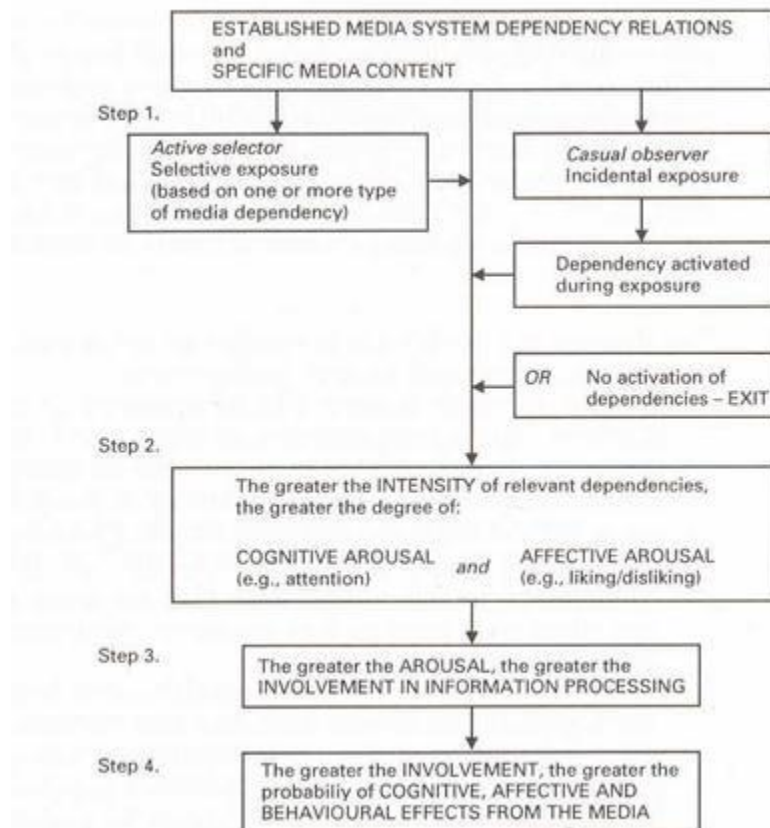 ESTABLISHED MEDIA SYSTEM DEPENDENCY RELATIONS
and
SPECIFIC MEDIA CONTENT
Step 1.
Active selector
Selective exposure
(based on one or more type
of media dependency)
Casual observer
Incidental exposure
Dependency activated
during exposure
OR No activation of
dependencies – EXIT
Step 2.
The greater the INTENSITY of relevant dependencies,
the greater the degree of:
COGNITIVE AROUSAL and AFFECTIVE AROUSAL
(e.g., attention) (e.g., liking/disliking)
Step 3.
The greater the AROUSAL, the greater the
INVOLVEMENT IN INFORMATION PROCESSING
Step 4.
The greater the INVOLVEMENT, the greater the
probabiliy of COGNITIVE, AFFECTIVE AND
BEHAVIOURAL EFFECTS FROM THE MEDIA